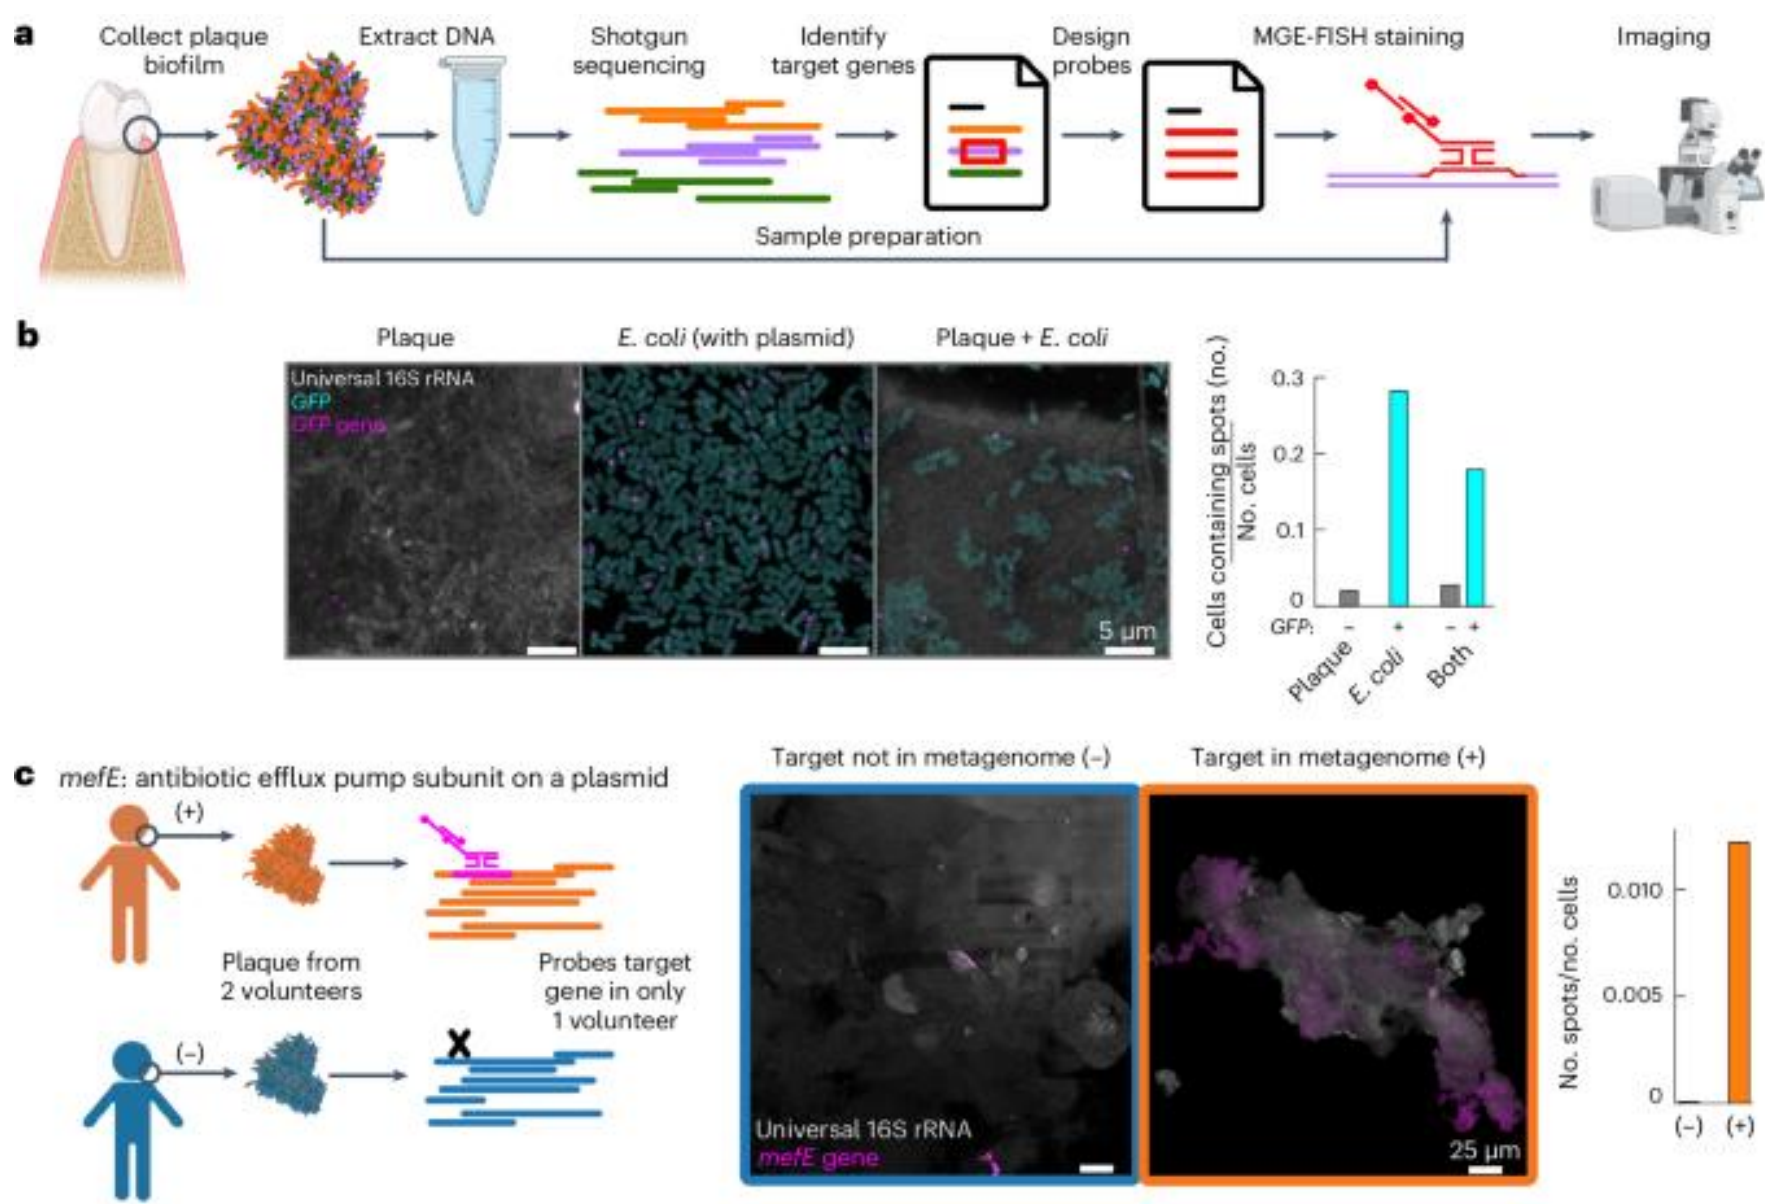 a
Collect plaque
biofilm
Extract DNA
Shotgun
sequencing
Identify
target genes
Design
probes
MGE-FISH staining
Imaging
Sample preparation
b
Plaque
E. coli (with plasmid)
Plaque + E. coli
Universal 16S rRNA
GFP
GFP gene
5 µm
Cells containing spots (no.)
No. cells
0.3
0.2
0.1
0
GFP:
–
+
–
+
Plaque
E. coli
Both
c
mefE: antibiotic efflux pump subunit on a plasmid
(+)
Plaque from
2 volunteers
Probes target
gene in only
1 volunteer
(–)
X
Target not in metagenome (–)
Target in metagenome (+)
Universal 16S rRNA
mefE gene
25 µm
No. spots/no. cells
0.010
0.005
0
(–)
(+)